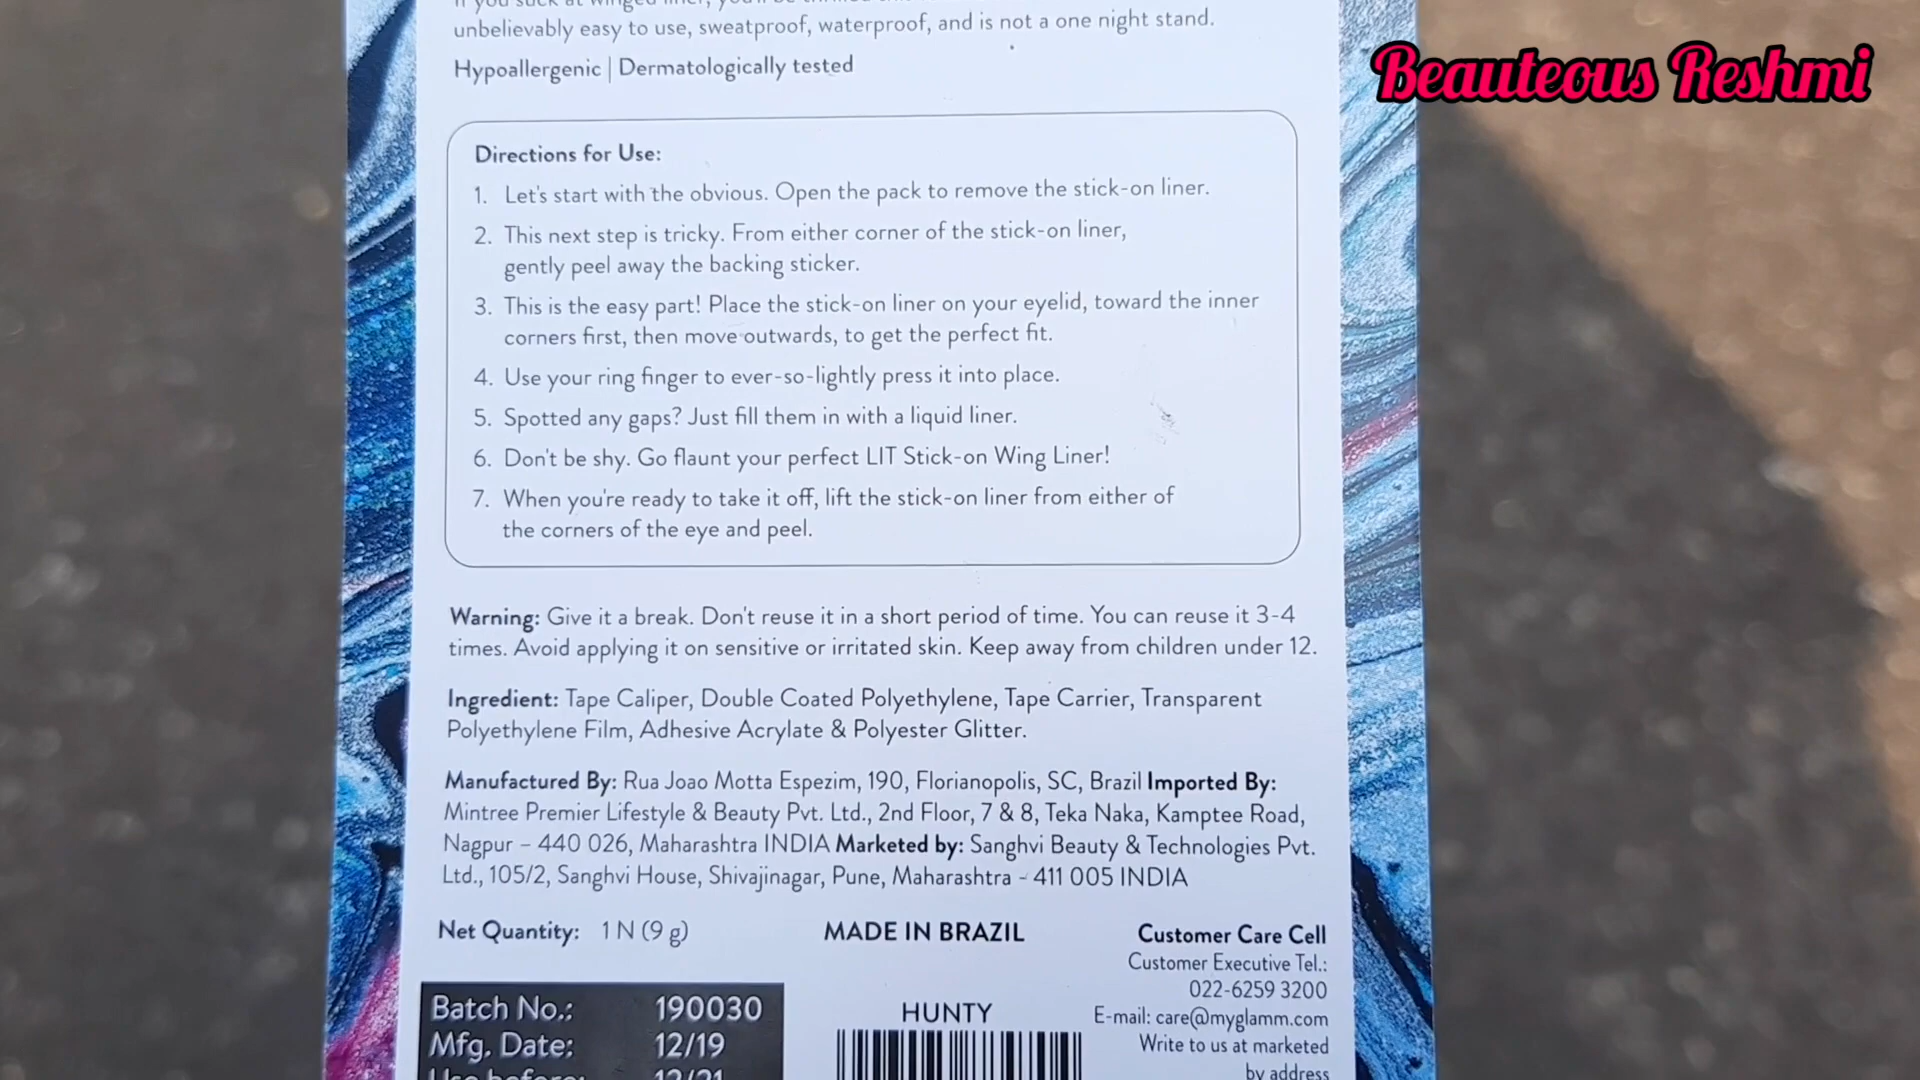 If you suck at winged liner, you'll be
unbelievably easy to use, sweatproof, waterproof, and is not a one night stand.
Hypoallergenic | Dermatologically tested
Beauteous Reshmi
Directions for Use:
1. Let's start with the obvious. Open the pack to remove the stick-on liner.
2. This next step is tricky. From either corner of the stick-on liner,
gently peel away the backing sticker.
3. This is the easy part! Place the stick-on liner on your eyelid, toward the inner
corners first, then move outwards, to get the perfect fit.
4. Use your ring finger to ever-so-lightly press it into place.
5. Spotted any gaps? Just fill them in with a liquid liner.
6. Don't be shy. Go flaunt your perfect LIT Stick-on Wing Liner!
7. When you're ready to take it off, lift the stick-on liner from either of
the corners of the eye and peel.
Warning: Give it a break. Don't reuse it in a short period of time. You can reuse it 3-4
times. Avoid applying it on sensitive or irritated skin. Keep away from children under 12.
Ingredient: Tape Caliper, Double Coated Polyethylene, Tape Carrier, Transparent
Polyethylene Film, Adhesive Acrylate & Polyester Glitter.
Manufactured By: Rua Joao Motta Espezim, 190, Florianopolis, SC, Brazil Imported By:
Mintree Premier Lifestyle & Beauty Pvt. Ltd., 2nd Floor, 7 & 8, Teka Naka, Kamptee Road,
Nagpur - 440 026, Maharashtra INDIA Marketed by: Sanghvi Beauty & Technologies Pvt.
Ltd., 105/2, Sanghvi House, Shivajinagar, Pune, Maharashtra - 411 005 INDIA
Net Quantity: 1 N (9 g)
MADE IN BRAZIL
Batch No.: 190030
Mfg. Date: 12/19
Use before: 12/21
HUNTY
Customer Care Cell
Customer Executive Tel.:
022-6259 3200
E-mail: care@myglamm.com
Write to us at marketed
by address